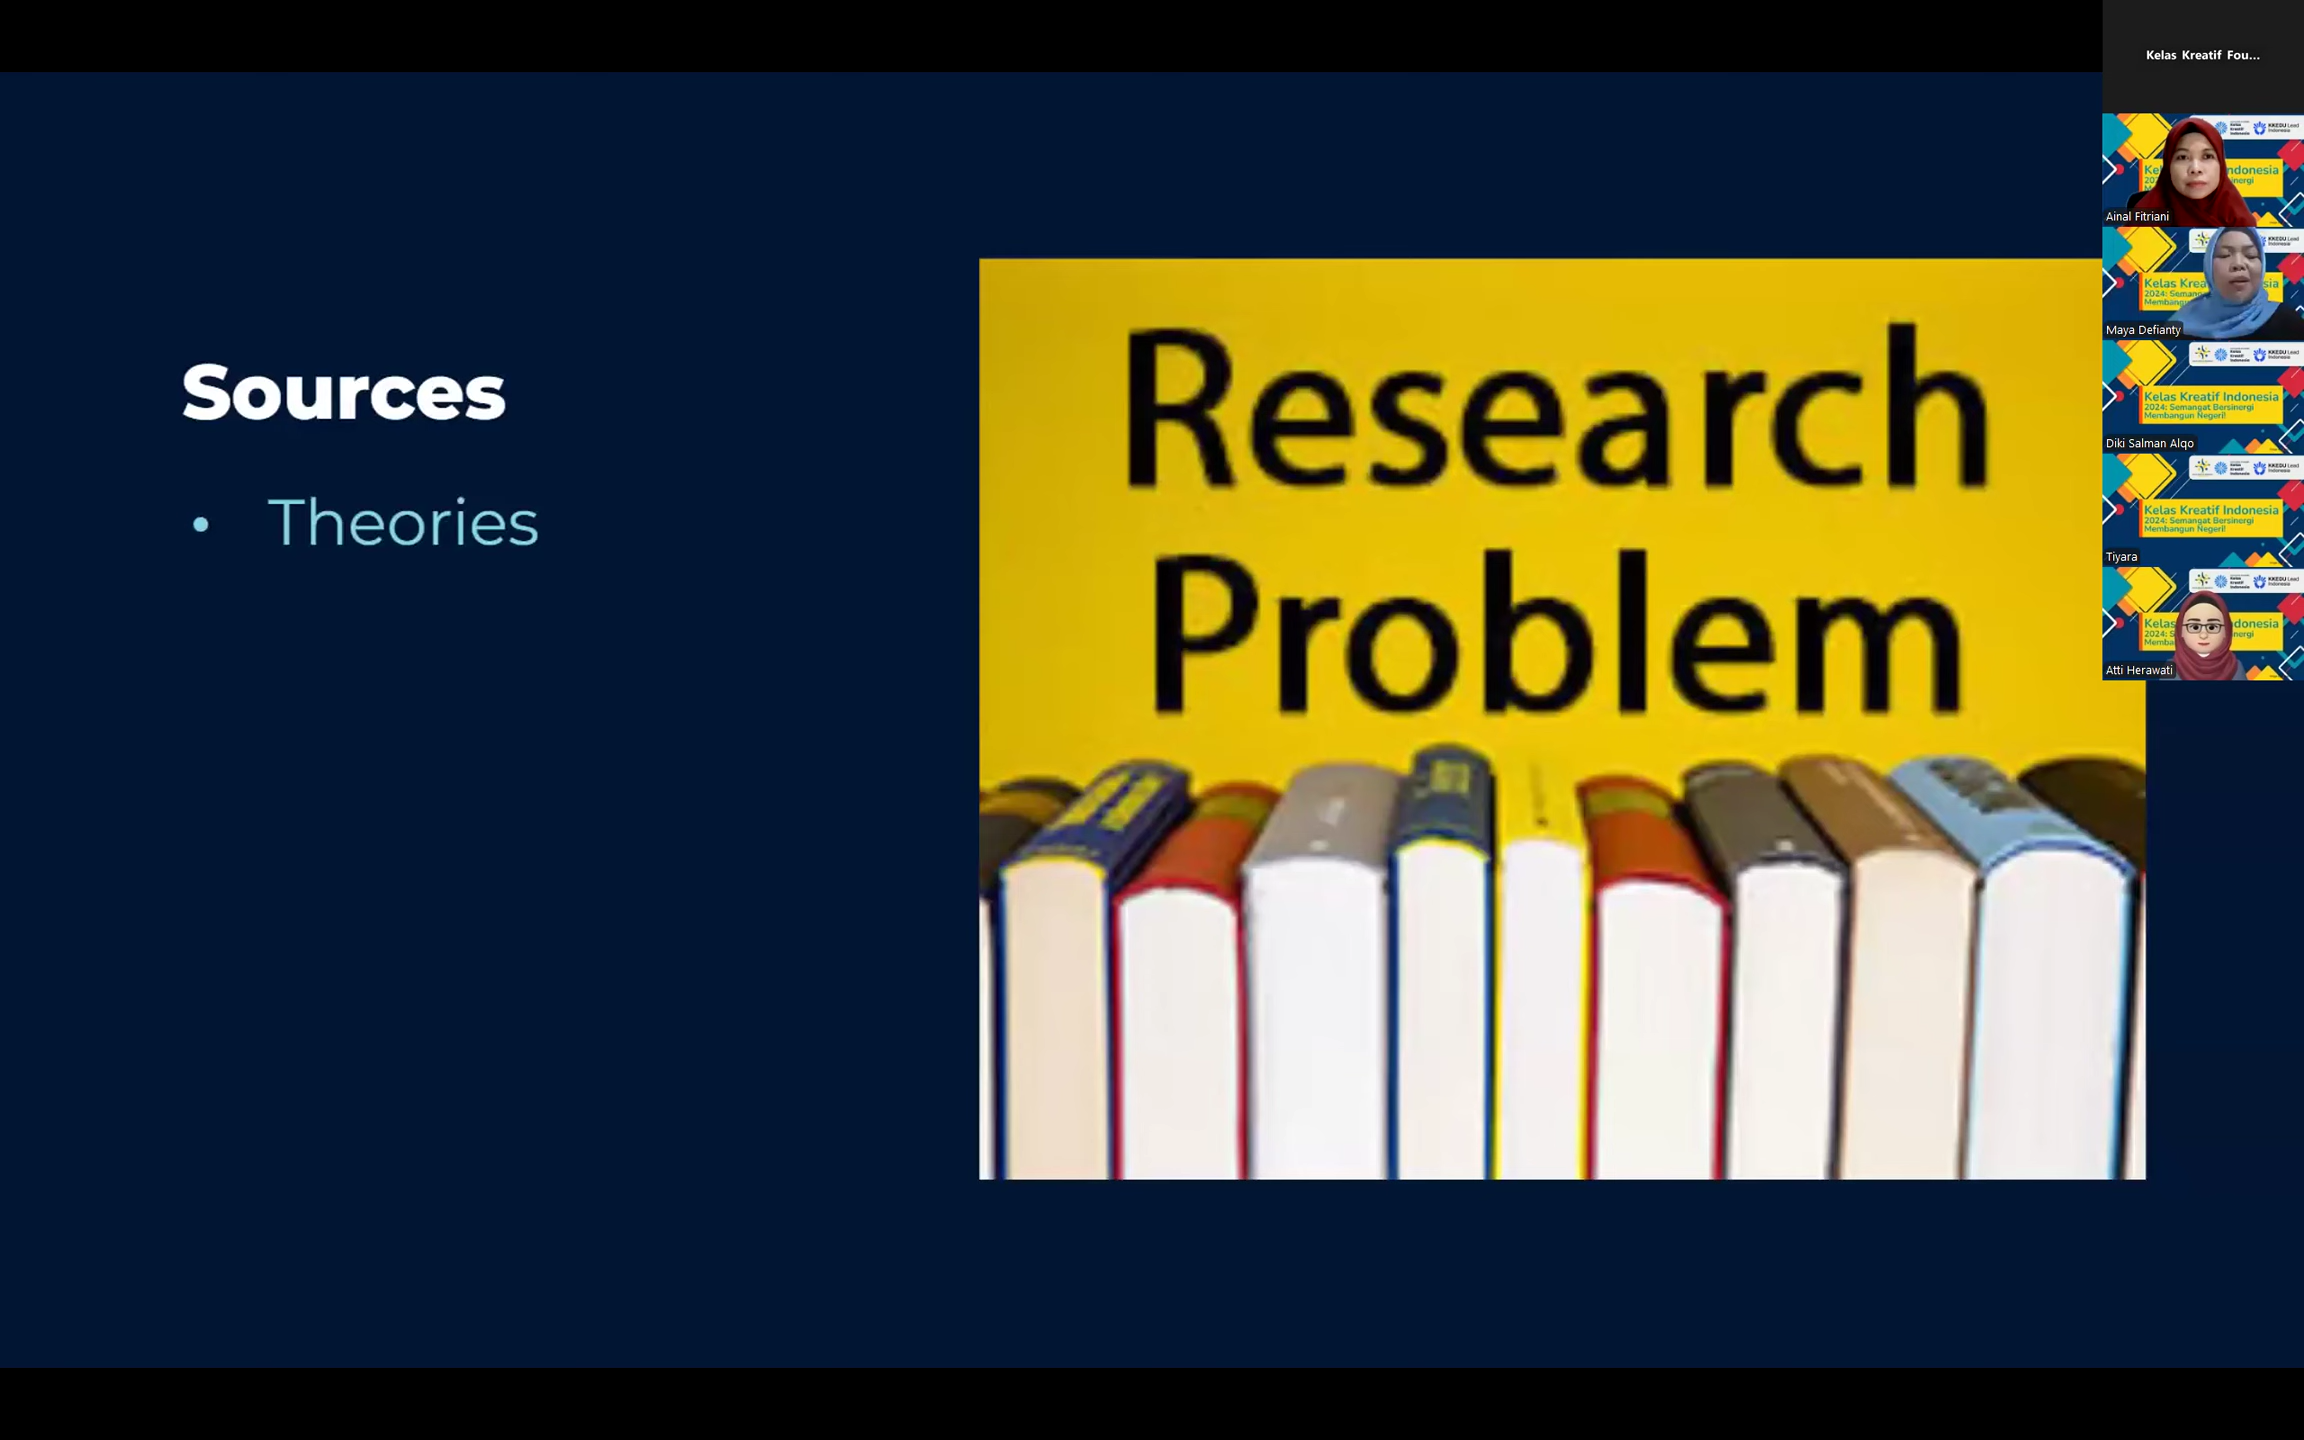 Sources
• Theories
Research
Problem
Kelas Kreatif Fou...
Ainal Fitriani
Maya Defianty
Kelas Kreatif Indonesia
2024: Semangat Bersinergi
Membangun Negeri!
Diki Salman Alqo
Kelas Kreatif Indonesia
2024: Semangat Bersinergi
Membangun Negeri!
Tiyara
Atti Herawati